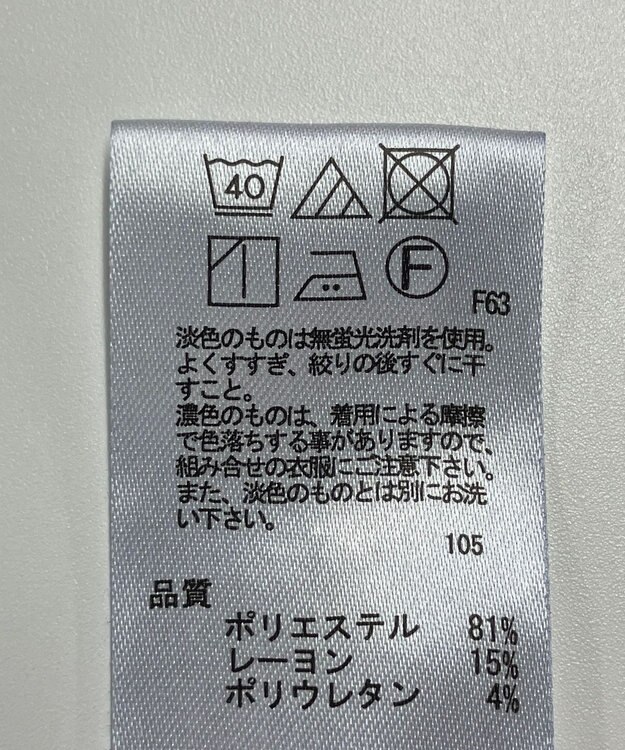 40
F
F63
淡色のものは無蛍光洗剤を使用。
よくすすぎ、絞りの後すぐに干
すこと。
濃色のものは、着用による摩擦
で色落ちする事がありますので、
組み合せの衣服にご注意下さい。
また、淡色のものとは別にお洗
い下さい。
105
品質
ポリエステル 81%
レーヨン 15%
ポリウレタン 4%